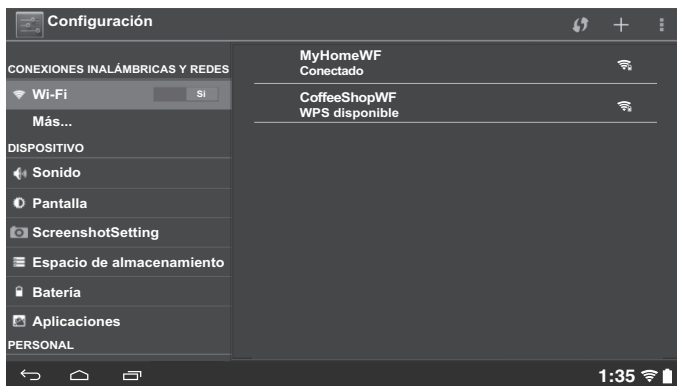 Configuración
CONEXIONES INALÁMBRICAS Y REDES
Wi-Fi
Si
Más...
DISPOSITIVO
Sonido
Pantalla
ScreenshotSetting
Espacio de almacenamiento
Batería
Aplicaciones
PERSONAL
MyHomeWF
Conectado
CoffeeShopWF
WPS disponible
1:35